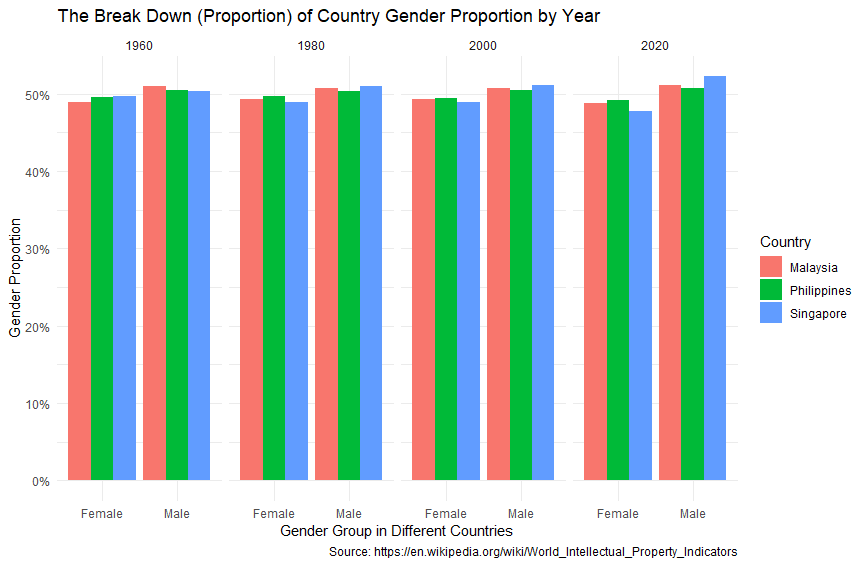 The Break Down (Proportion) of Country Gender Proportion by Year
1960 1980 2000 2020
50%
40%
30%
20%
10%
0%
Gender Proportion
Female Male Female Male Female Male Female Male
Gender Group in Different Countries
Source: https://en.wikipedia.org/wiki/World_Intellectual_Property_Indicators
Country
Malaysia
Philippines
Singapore